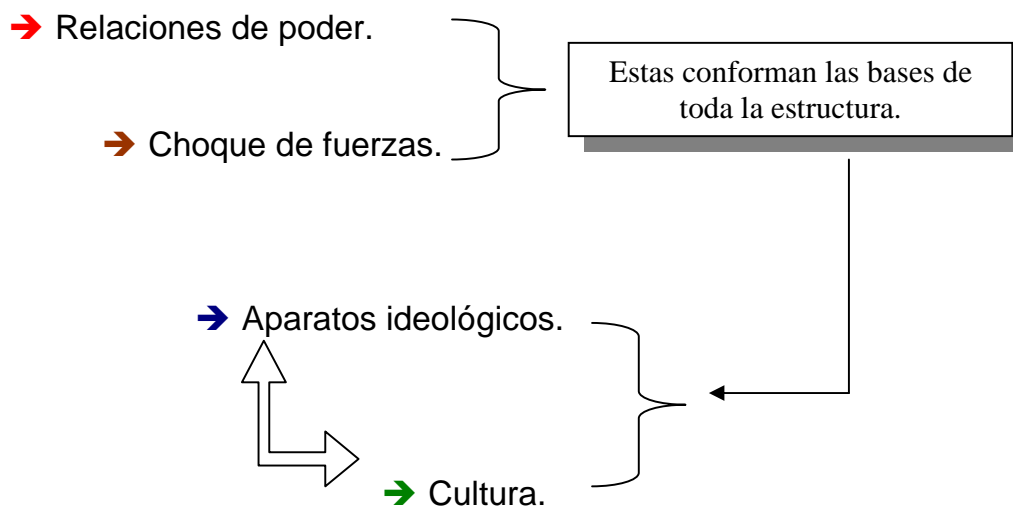 Relaciones de poder.
Estas conforman las bases de
toda la estructura.
Choque de fuerzas.
Aparatos ideológicos.
Cultura.